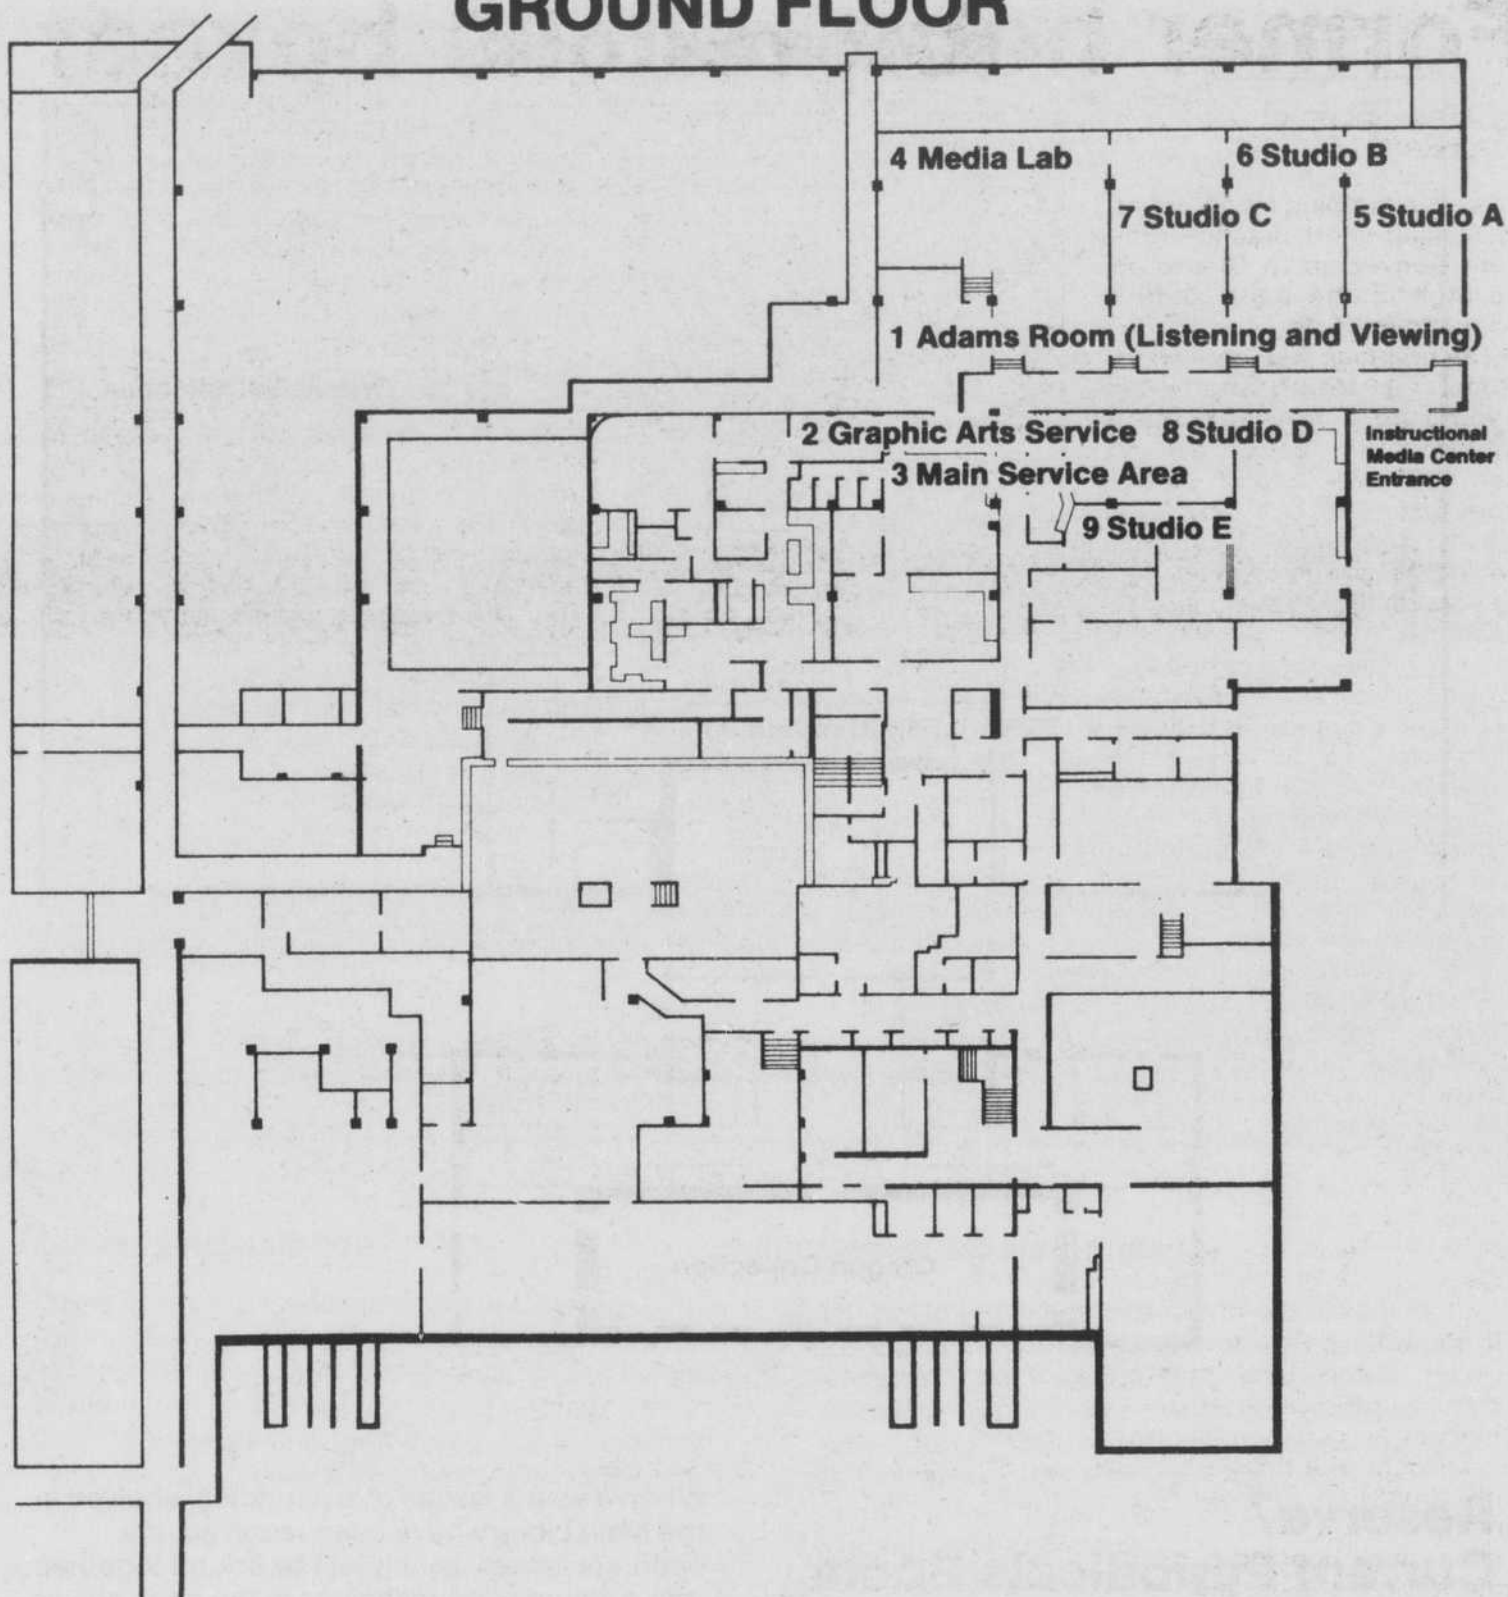 GROUND FLOOR
4 Media Lab
6 Studio B
7 Studio C
5 Studio A
1 Adams Room (Listening and Viewing)
2 Graphic Arts Service
8 Studio D
Instructional
Media Center
Entrance
3 Main Service Area
9 Studio E